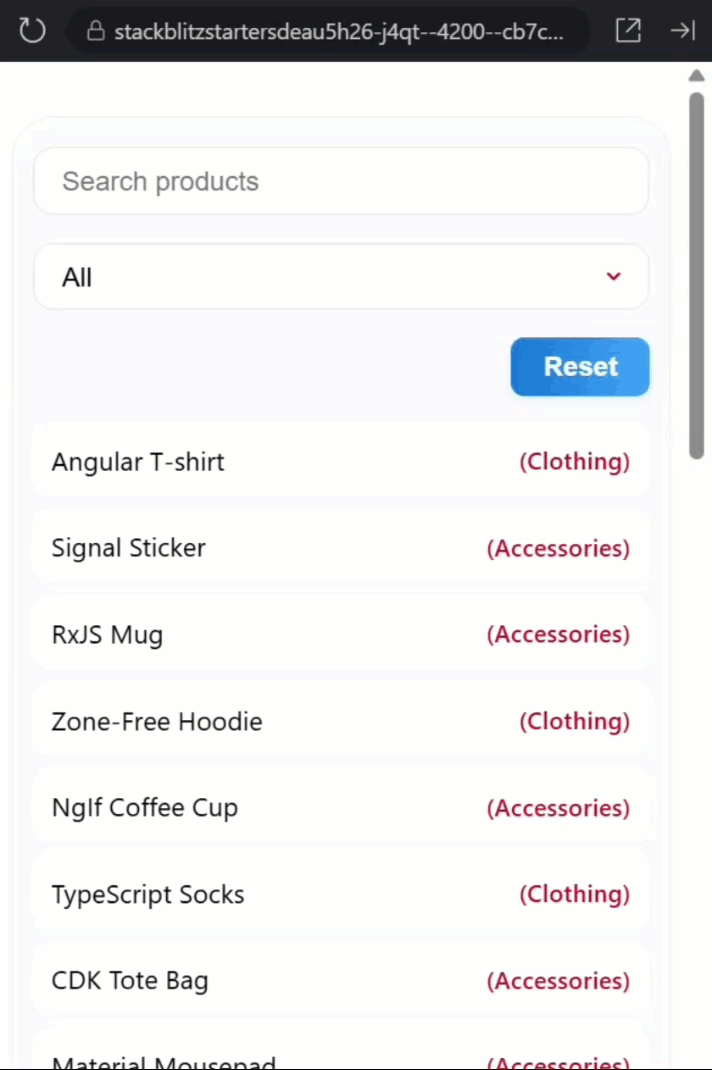 stackblitzstartersdeau5h26-j4qt--4200--cb7c...
Search products
All
Reset
Angular T-shirt (Clothing)
Signal Sticker (Accessories)
RxJS Mug (Accessories)
Zone-Free Hoodie (Clothing)
NgIf Coffee Cup (Accessories)
TypeScript Socks (Clothing)
CDK Tote Bag (Accessories)
Material Mousepad (Accessories)